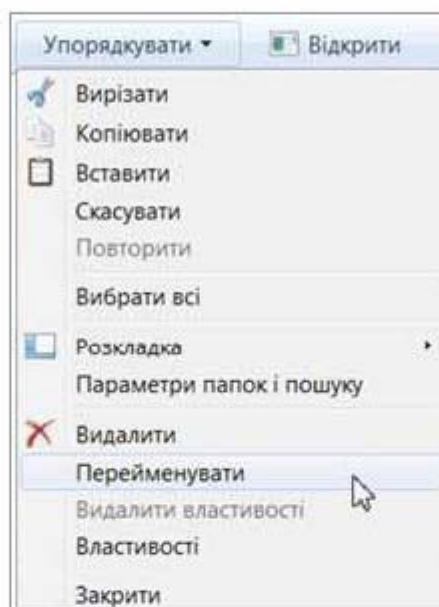 Упорядкувати Відкрити
Вирізати
Копіювати
Вставити
Скасувати
Повторити
Вибрати всі
Розкладка
Параметри папок і пошуку
Видалити
Перейменувати
Видалити властивості
Властивості
Закрити